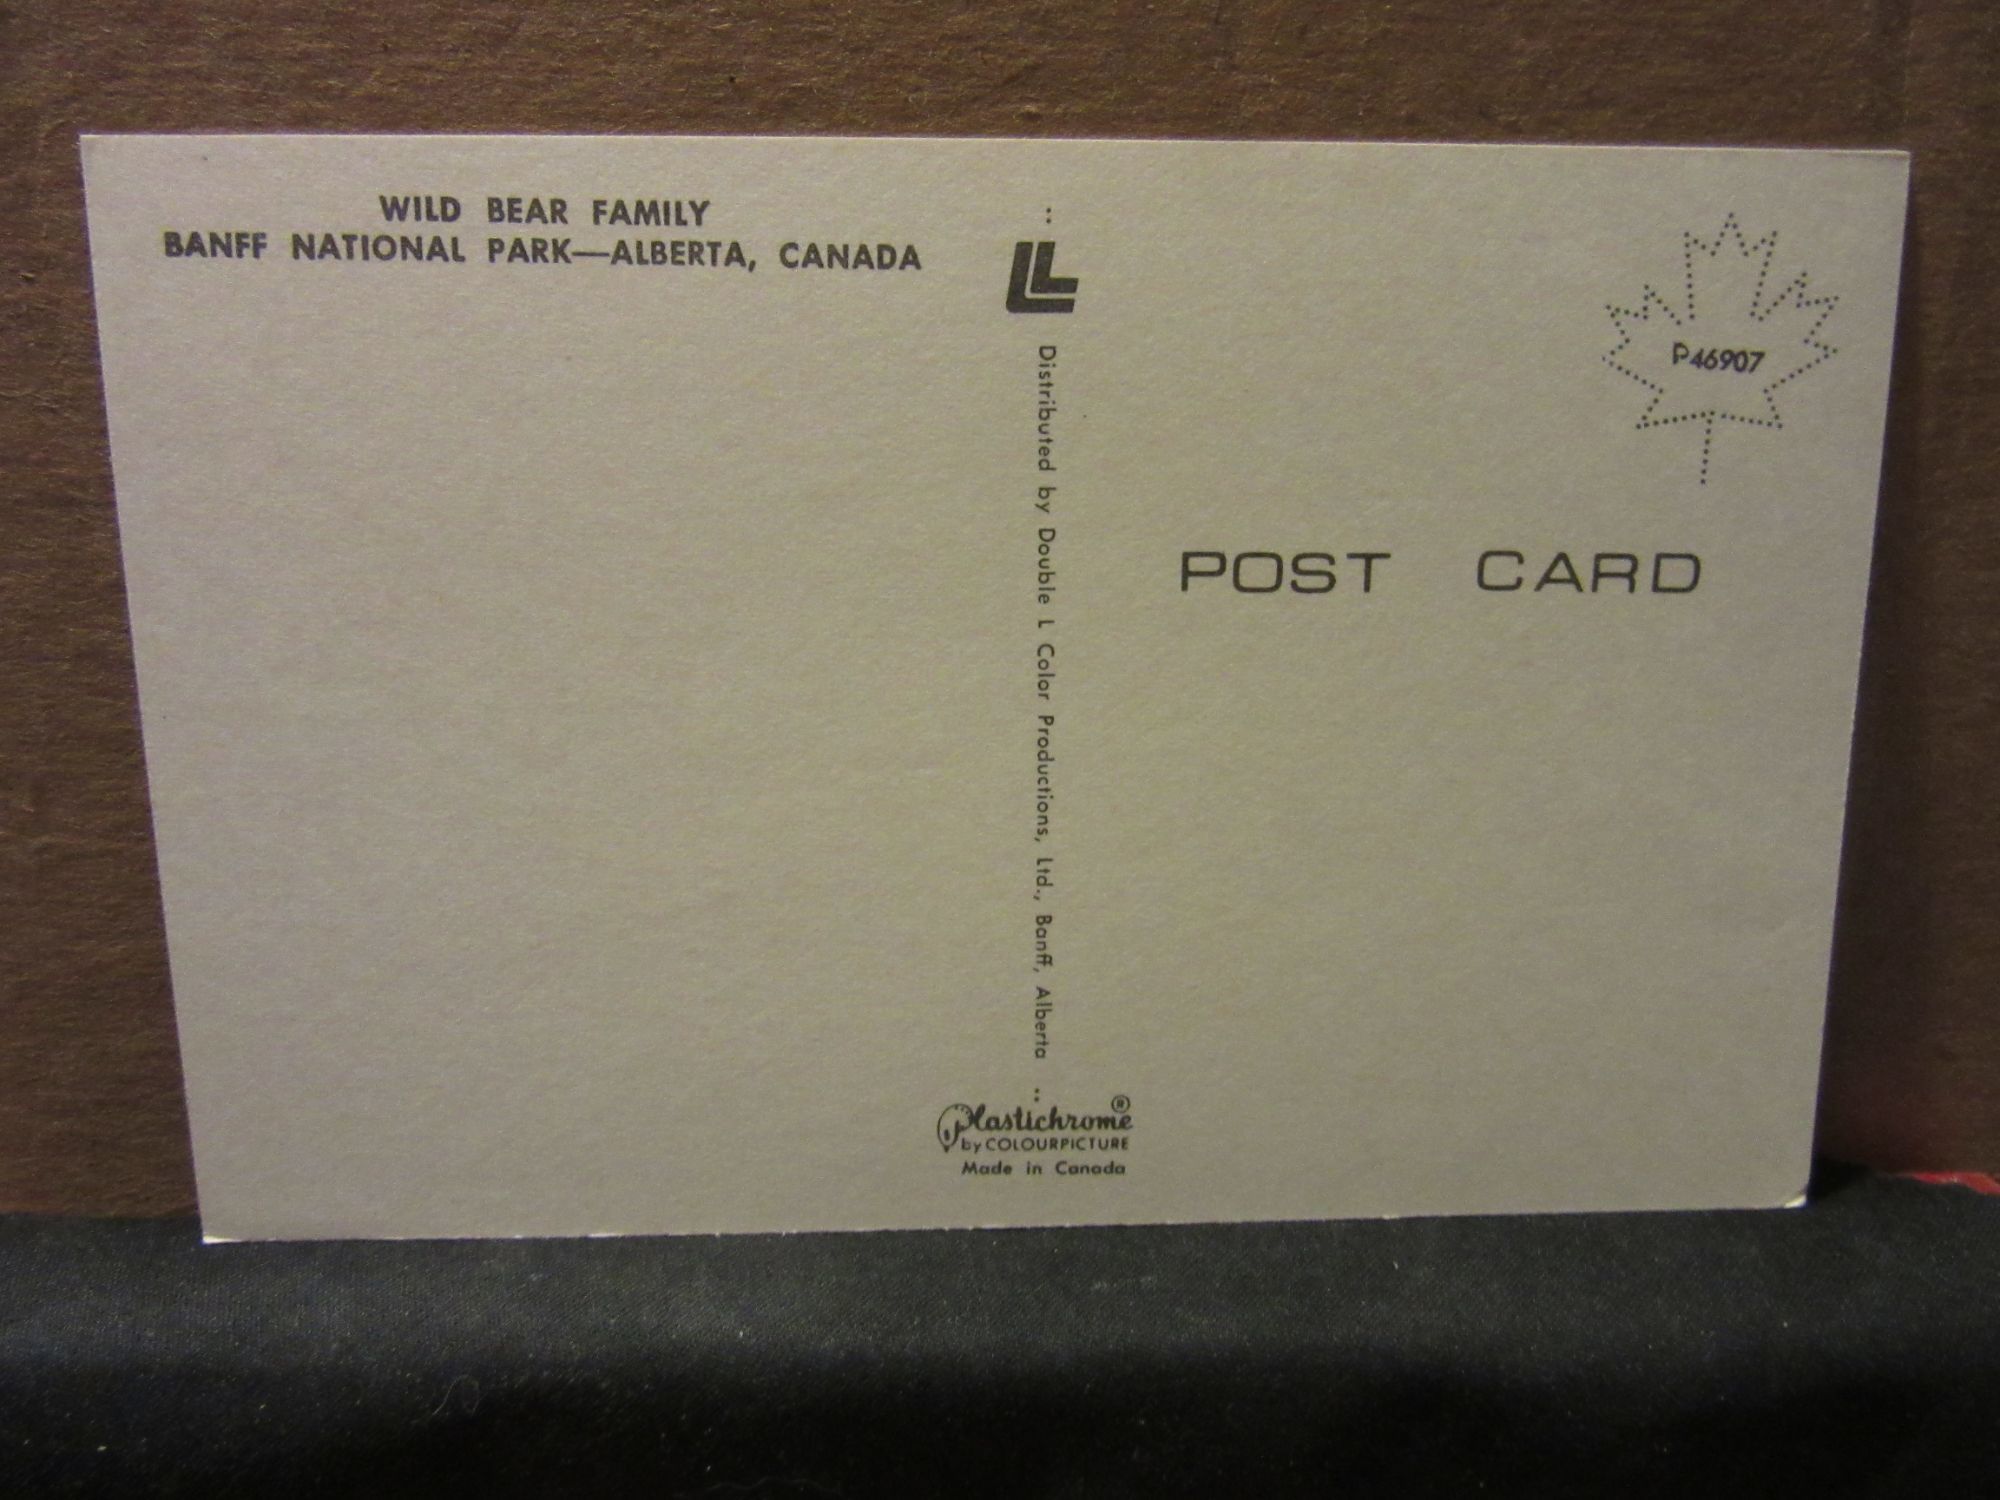 WILD BEAR FAMILY
BANFF NATIONAL PARK—ALBERTA, CANADA
LL
Distributed by Double L Color Productions, Ltd., Banff, Alberta
Plastichrome®
by COLOURPICTURE
Made in Canada
P46907
POST CARD